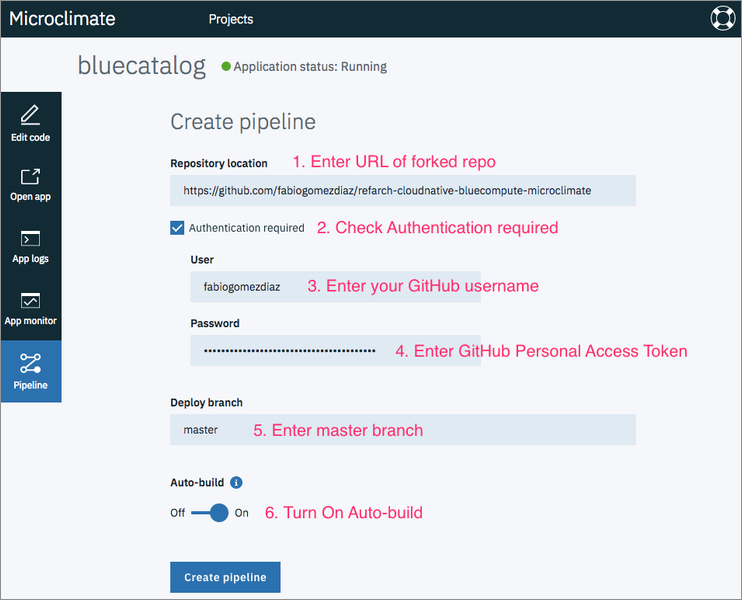 Microclimate Projects
bluecatalog Application status: Running
Edit code
Open app
App logs
App monitor
Pipeline
Create pipeline
Repository location 1. Enter URL of forked repo
https://github.com/fabiogomezdiaz/refarch-cloudnative-bluecompute-microclimate
Authentication required 2. Check Authentication required
User
fabiogomezdiaz 3. Enter your GitHub username
Password
4. Enter GitHub Personal Access Token
Deploy branch
master 5. Enter master branch
Auto-build i
Off On 6. Turn On Auto-build
Create pipeline